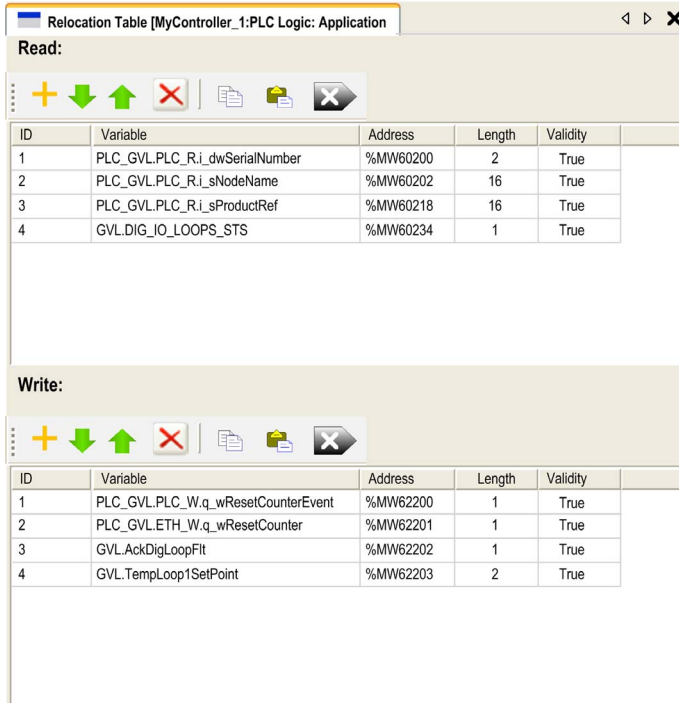 Relocation Table [MyController_1:PLC Logic: Application
Read:
ID Variable Address Length Validity
1 PLC_GVL.PLC_R.i_dwSerialNumber %MW60200 2 True
2 PLC_GVL.PLC_R.i_sNodeName %MW60202 16 True
3 PLC_GVL.PLC_R.i_sProductRef %MW60218 16 True
4 GVL.DIG_IO_LOOPS_STS %MW60234 1 True
Write:
ID Variable Address Length Validity
1 PLC_GVL.PLC_W.q_wResetCounterEvent %MW62200 1 True
2 PLC_GVL.ETH_W.q_wResetCounter %MW62201 1 True
3 GVL.AckDigLoopFlt %MW62202 1 True
4 GVL.TempLoop1SetPoint %MW62203 2 True